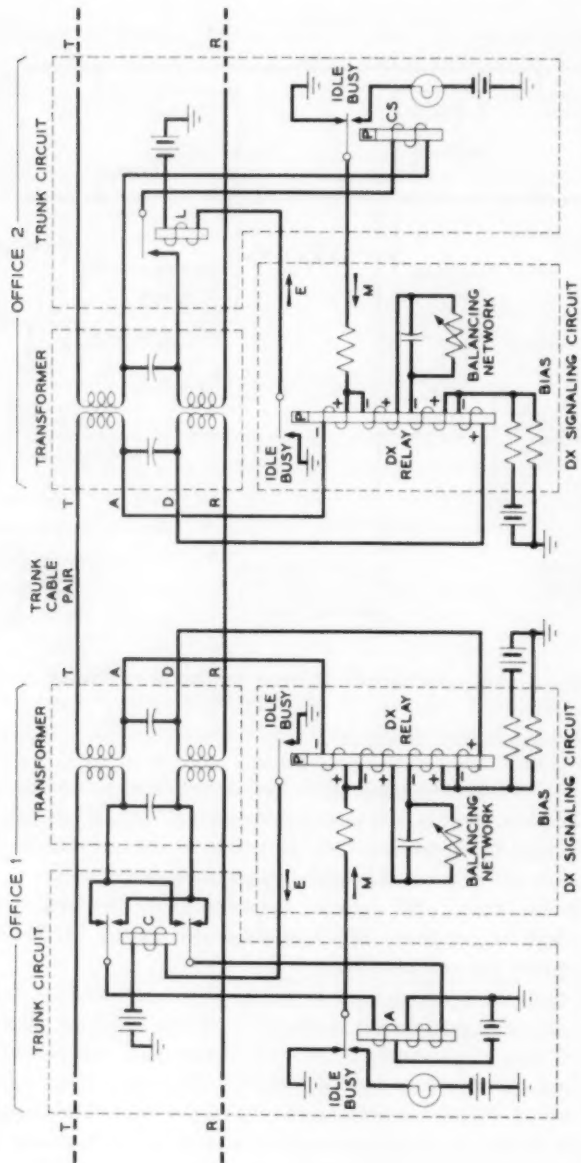 OFFICE 1
OFFICE 2
TRUNK CIRCUIT
TRANSFORMER
TRUNK
CABLE
PAIR
TRANSFORMER
TRUNK CIRCUIT
T
T
T
T
A
A
D
D
R
R
R
R
C
L
IDLE
BUSY
E
M
IDLE
BUSY
A
P
DX
RELAY
+
-
+
-
+
-
+
-
BALANCING
NETWORK
BIAS
DX SIGNALING CIRCUIT
IDLE
BUSY
E
M
IDLE
BUSY
P
CS
P
DX
RELAY
-
+
-
+
-
+
-
+
BALANCING
NETWORK
BIAS
DX SIGNALING CIRCUIT